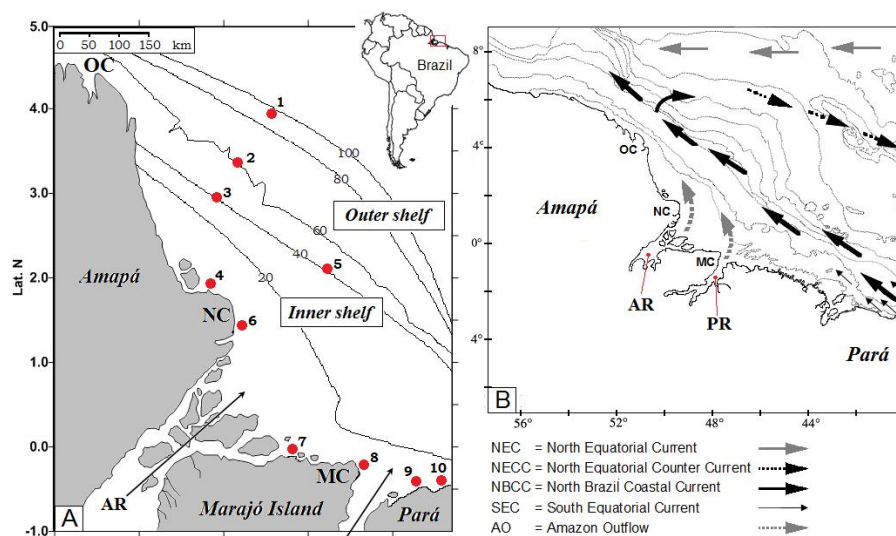 5.0
0 50 100 150 km
OC
4.0
3.0
2.0
1.0
0.0
-1.0
Lat. N
Brazil
1
2
3
4
5
6
7
8
9
10
100
80
60
40
20
Outer shelf
Inner shelf
Amapá
NC
MC
AR
Marajó Island
Pará
A
B
8°
4°
0°
4°
56°
52°
48°
44°
OC
Amapá
NC
MC
AR
PR
Pará
NEC = North Equatorial Current
NECC = North Equatorial Counter Current
NBCC = North Brazil Coastal Current
SEC = South Equatorial Current
AO = Amazon Outflow